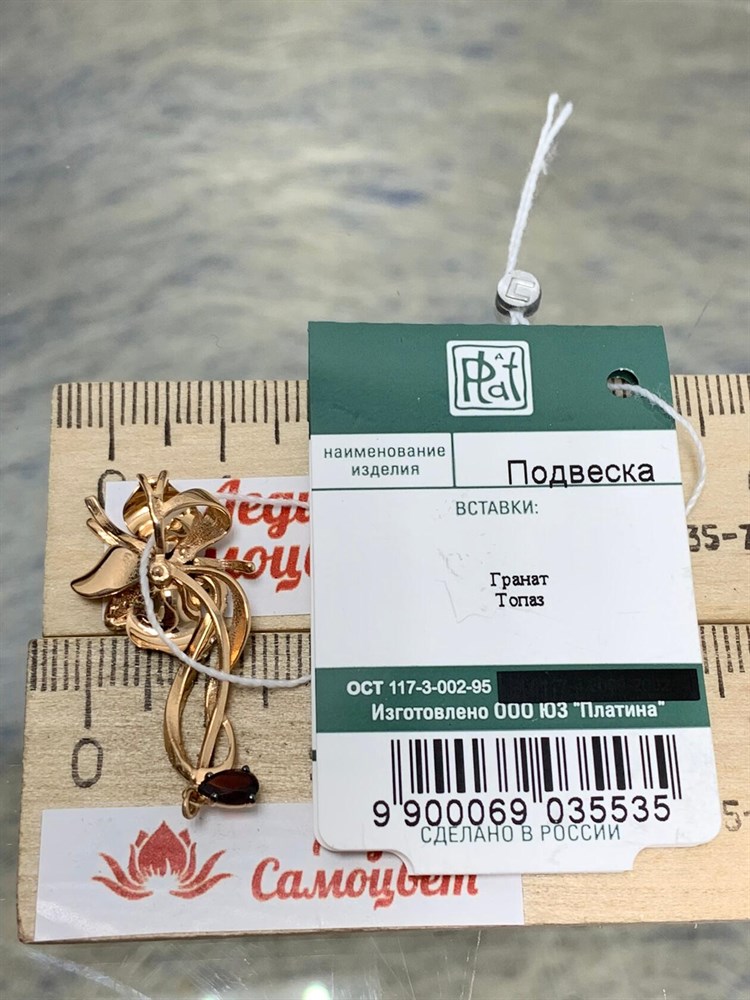 Plat
наименование
изделия
Подвеска
ВСТАВКИ:
Гранат
Топаз
ОСТ 117-3-002-95
Изготовлено ООО ЮЗ "Платина"
9 900069 035535
СДЕЛАНО В РОССИИ
0
Самоцвет